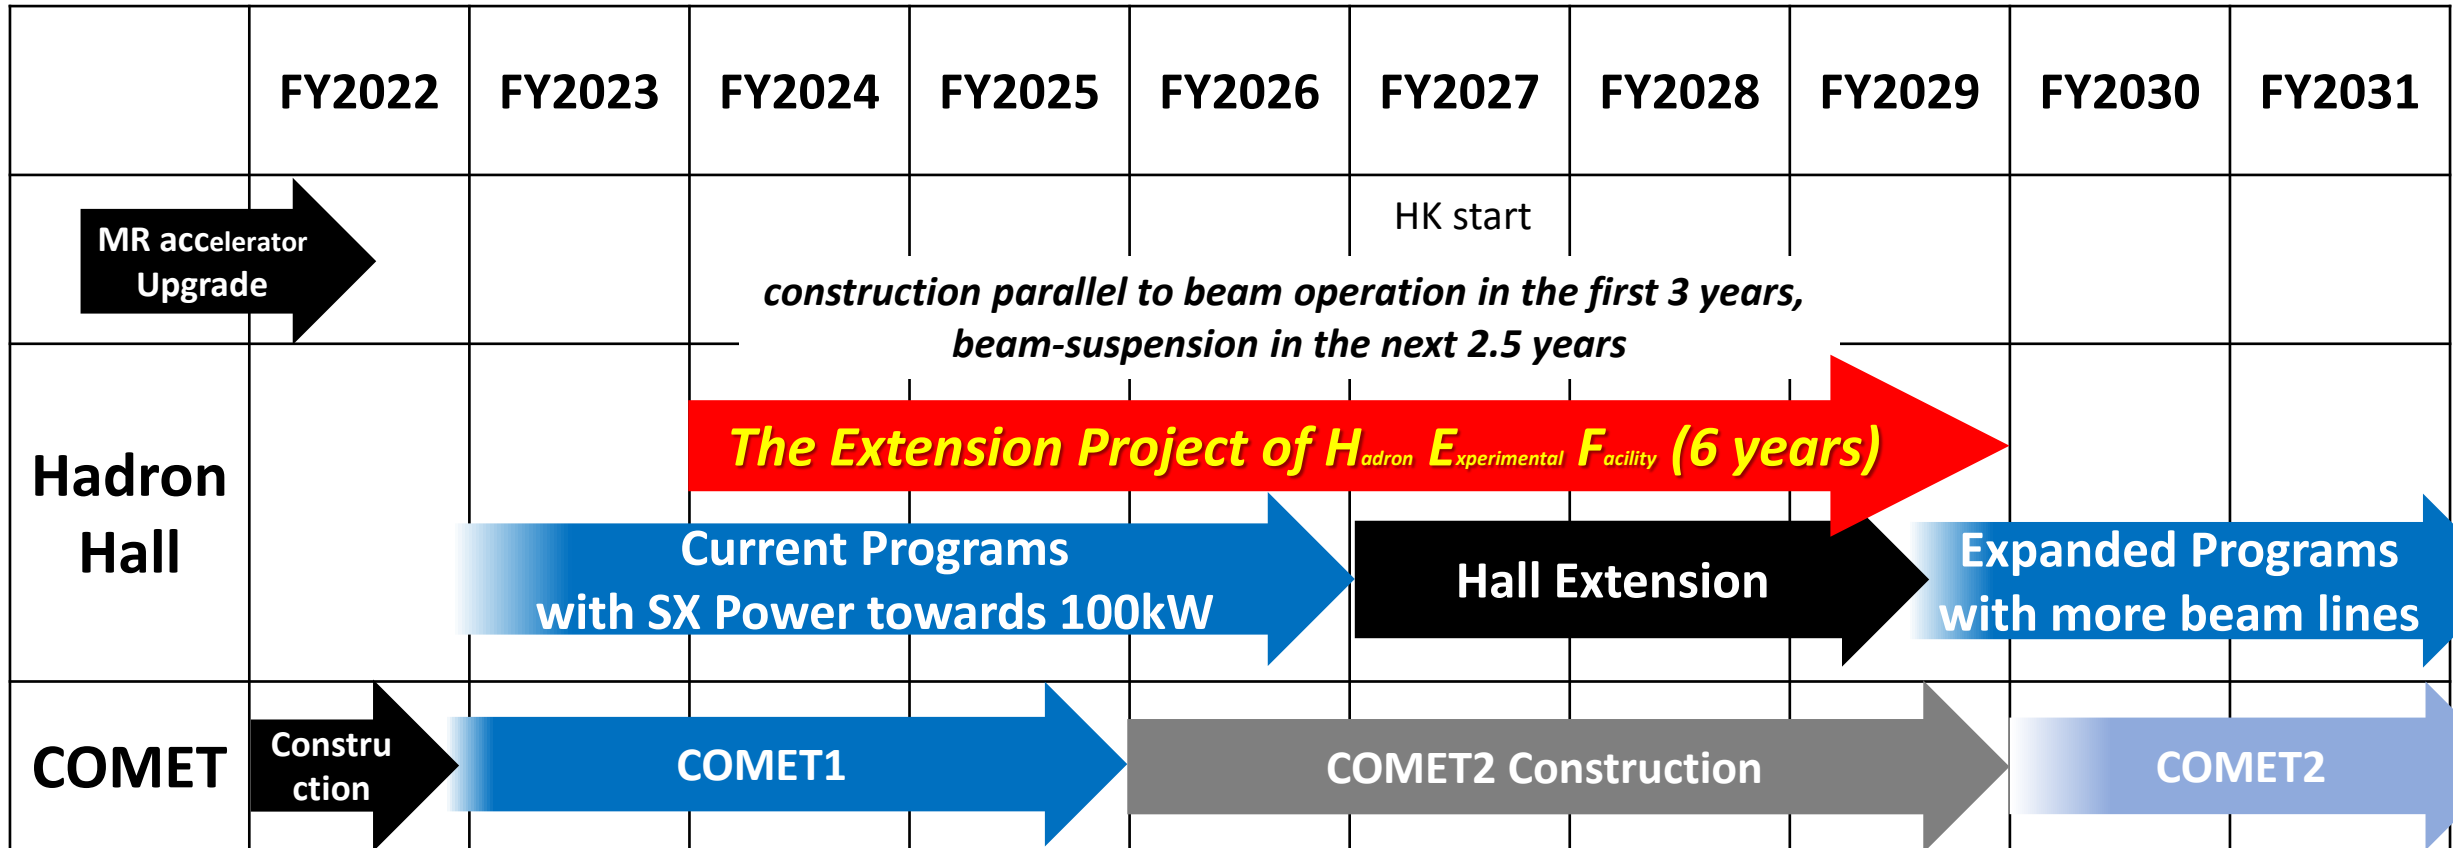 FY2022 FY2023 FY2024 FY2025 FY2026 FY2027 FY2028 FY2029 FY2030 FY2031
MR accelerator
Upgrade
HK start
construction parallel to beam operation in the first 3 years,
beam-suspension in the next 2.5 years
Hadron
Hall
The Extension Project of Hadron Experimental Facility (6 years)
Current Programs
with SX Power towards 100kW
Hall Extension
Expanded Programs
with more beam lines
COMET
Constru
ction
COMET1
COMET2 Construction
COMET2